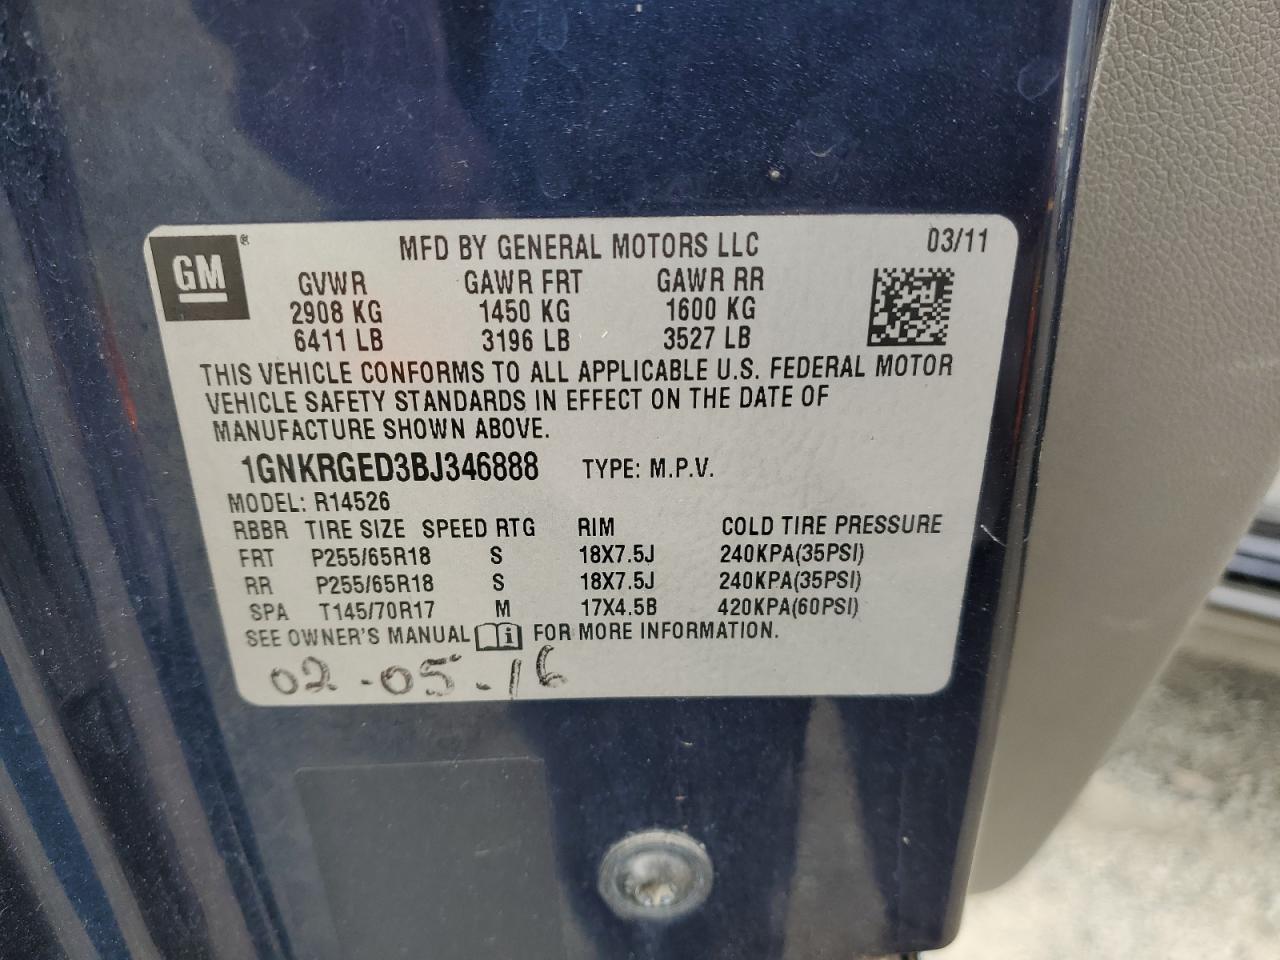 GM ® MFD BY GENERAL MOTORS LLC 03/11
GVWR GAWR FRT GAWR RR
2908 KG 1450 KG 1600 KG
6411 LB 3196 LB 3527 LB
THIS VEHICLE CONFORMS TO ALL APPLICABLE U.S. FEDERAL MOTOR
VEHICLE SAFETY STANDARDS IN EFFECT ON THE DATE OF
MANUFACTURE SHOWN ABOVE.
1GNKRGED3BJ346888 TYPE: M.P.V.
MODEL: R14526
RBBR TIRE SIZE SPEED RTG RIM COLD TIRE PRESSURE
FRT P255/65R18 S 18X7.5J 240KPA(35PSI)
RR P255/65R18 S 18X7.5J 240KPA(35PSI)
SPA T145/70R17 M 17X4.5B 420KPA(60PSI)
SEE OWNER'S MANUAL i FOR MORE INFORMATION.
02-05-16